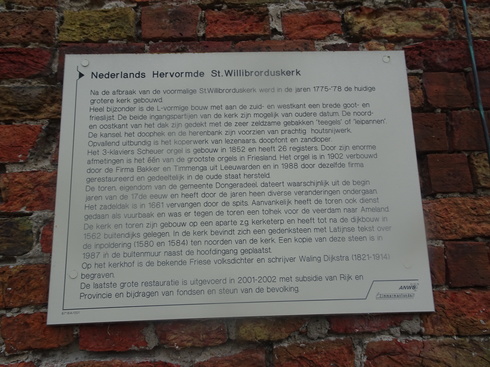 Nederlands Hervormde St. Willibrorduskerk
Na de afbraak van de voormalige St.Willibrorduskerk werd in de jaren 1775-'78 de huidige
grotere kerk gebouwd.
Heel bijzonder is de L-vormige bouw met aan de zuid- en westkant een brede goot- en
frieslijst. De beide ingangspartijen van de kerk zijn mogelijk van oudere datum. De noord-
en oostkant van het dak zijn gedekt met de zeer zeldzame gebakken 'teegels' of "leipannen".
De kansel, het doophek en de herenbank zijn voorzien van prachtig houtsnijwerk.
Opvallend uitbundig is het koperwerk van lezenaars, doopfont en zandloper.
Het 3-klaviers Scheuer orgel is gebouw in 1852 en heeft 26 registers. Door zijn enorme
afmetingen is het één van de grootste orgels in Friesland. Het orgel is in 1902 verbouwd
door de Firma Bakker en Timmenga uit Leeuwarden en in 1988 door dezelfde firma
gerestaureerd en gedeeltelijk in de oude staat hersteld.
De toren, eigendom van de gemeente Dongeradeel, dateert waarschijnlijk uit de begin
jaren van de 17de eeuw en heeft door de jaren heen diverse veranderingen ondergaan.
Het zadeldak is in 1661 vervangen door de spits. Aanvankelijk heeft de toren ook dienst
gedaan als vuurbaak en was er tegen de toren een tolhek voor de veerdam naar Ameland.
De kerk en toren zijn gebouw op een aparte z.g. kerketerp en heeft tot na de dijkbouw in
1582 buitendijks gelegen. In de kerk bevindt zich een gedenksteen met Latijnse tekst over
de inpoldering (1580 en 1584) ten noorden van de kerk. Een kopie van deze steen is in
1987 in de buitenmuur naast de hoofdingang geplaatst.
Op het kerkhof is de bekende Friese volksdichter en schrijver Waling Dijkstra (1821-1914)
begraven.
De laatste grote restauratie is uitgevoerd in 2001-2002 met subsidie van Rijk en
Provincie en bijdragen van fondsen en steun van de bevolking.
ANWB